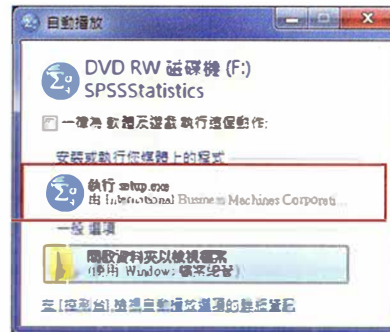 自動播放
DVD RW 磁碟機 (F:)
SPSSStatistics
一律為 軟體及遊戲 執行這個動作:
安裝或執行您媒體上的程式
執行 setup.exe
由 International Business Machines Corporati...
一般 選項
開啟資料夾以檢視檔案
(使用 Windows 檔案總管)
在 [控制台] 檢視自動播放選項的詳細資訊